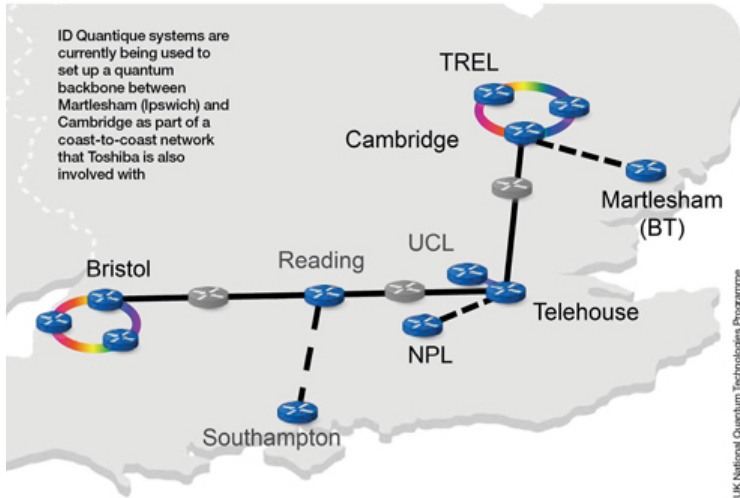 ID Quantique systems are
currently being used to
set up a quantum
backbone between
Martlesham (Ipswich) and
Cambridge as part of a
coast-to-coast network
that Toshiba is also
involved with
TREL
Cambridge
Martlesham
(BT)
UCL
Reading
Bristol
Telehouse
NPL
Southampton
UK National Quantum Technologies Programme